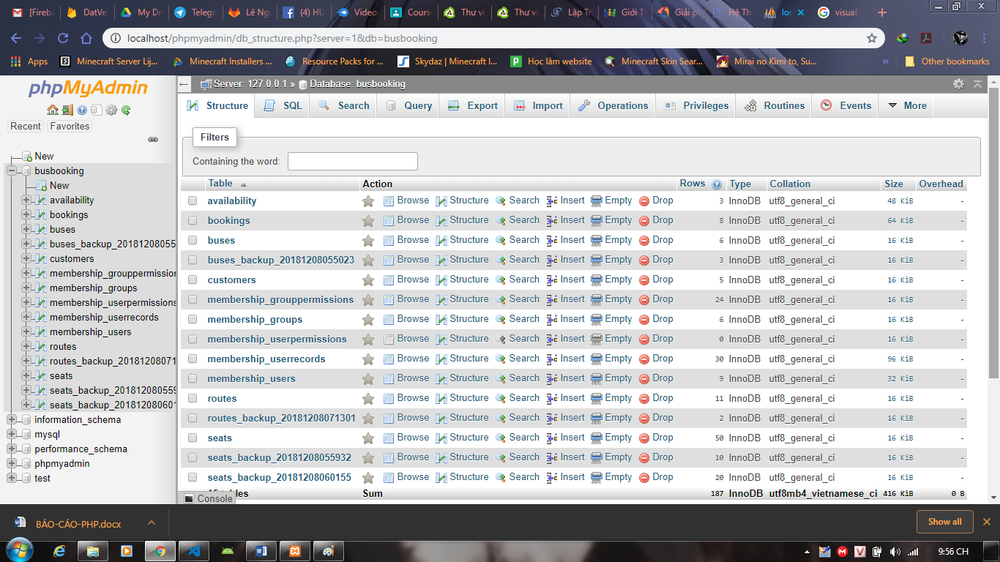 [Fireba
DatVe
My Dr
Telegr
Lê Ng
(4) HU
Video
Cours
Thư vi
Thư vi
Lập Tr
Giới T
Giải p
Hệ Th
loc
visual
localhost/phpmyadmin/db_structure.php?server=1&db=busbooking
Apps Minecraft Server Lij... Minecraft Installers ... Resource Packs for ... Skydaz | Minecraft I... Học làm website Minecraft Skin Sear... Mirai no Kimi to, Su... » Other bookmarks
phpMyAdmin
Recent Favorites
New
busbooking
New
availability
bookings
buses
buses_backup_20181208055
customers
membership_grouppermission
membership_groups
membership_userpermissions
membership_userrecords
membership_users
routes
routes_backup_20181208071
seats
seats_backup_201812080559
seats_backup_201812080601
information_schema
mysql
performance_schema
phpmyadmin
test
Server: 127.0.0.1 » Database: busbooking
Structure SQL Search Query Export Import Operations Privileges Routines Events More
Filters
Containing the word:
Table Action Rows Type Collation Size Overhead
availability Browse Structure Search Insert Empty Drop 3 InnoDB utf8_general_ci 48 KiB -
bookings Browse Structure Search Insert Empty Drop 8 InnoDB utf8_general_ci 64 KiB -
buses Browse Structure Search Insert Empty Drop 6 InnoDB utf8_general_ci 16 KiB -
buses_backup_20181208055023 Browse Structure Search Insert Empty Drop 3 InnoDB utf8_general_ci 16 KiB -
customers Browse Structure Search Insert Empty Drop 5 InnoDB utf8_general_ci 16 KiB -
membership_grouppermissions Browse Structure Search Insert Empty Drop 24 InnoDB utf8_general_ci 16 KiB -
membership_groups Browse Structure Search Insert Empty Drop 6 InnoDB utf8_general_ci 16 KiB -
membership_userpermissions Browse Structure Search Insert Empty Drop 0 InnoDB utf8_general_ci 16 KiB -
membership_userrecords Browse Structure Search Insert Empty Drop 30 InnoDB utf8_general_ci 96 KiB -
membership_users Browse Structure Search Insert Empty Drop 9 InnoDB utf8_general_ci 32 KiB -
routes Browse Structure Search Insert Empty Drop 11 InnoDB utf8_general_ci 16 KiB -
routes_backup_20181208071301 Browse Structure Search Insert Empty Drop 2 InnoDB utf8_general_ci 16 KiB -
seats Browse Structure Search Insert Empty Drop 50 InnoDB utf8_general_ci 16 KiB -
seats_backup_20181208055932 Browse Structure Search Insert Empty Drop 10 InnoDB utf8_general_ci 16 KiB -
seats_backup_20181208060155 Browse Structure Search Insert Empty Drop 20 InnoDB utf8_general_ci 16 KiB -
Sum 187 InnoDB utf8mb4_vietnamese_ci 416 KiB 0 B
Console
BÁO-CÁO-PHP.docx
Show all
9:56 CH